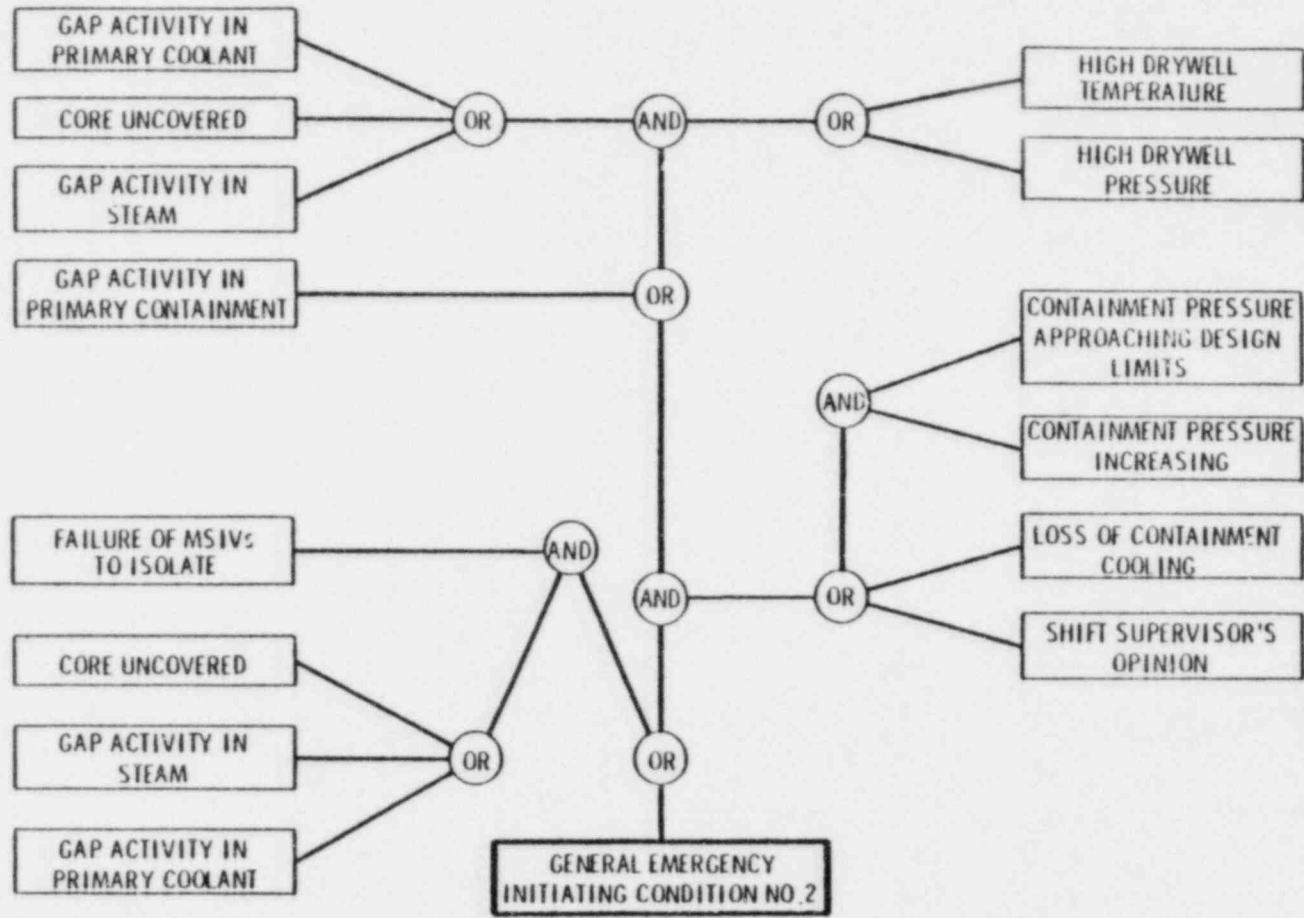 GAP ACTIVITY IN
PRIMARY COOLANT
CORE UNCOVERED
GAP ACTIVITY IN
STEAM
OR
AND
OR
HIGH DRYWELL
TEMPERATURE
HIGH DRYWELL
PRESSURE
GAP ACTIVITY IN
PRIMARY CONTAINMENT
OR
CONTAINMENT PRESSURE
APPROACHING DESIGN
LIMITS
AND
CONTAINMENT PRESSURE
INCREASING
FAILURE OF MSIVs
TO ISOLATE
AND
LOSS OF CONTAINMENT
COOLING
AND
OR
SHIFT SUPERVISOR'S
OPINION
CORE UNCOVERED
GAP ACTIVITY IN
STEAM
OR
OR
GAP ACTIVITY IN
PRIMARY COOLANT
GENERAL EMERGENCY
INITIATING CONDITION NO.2